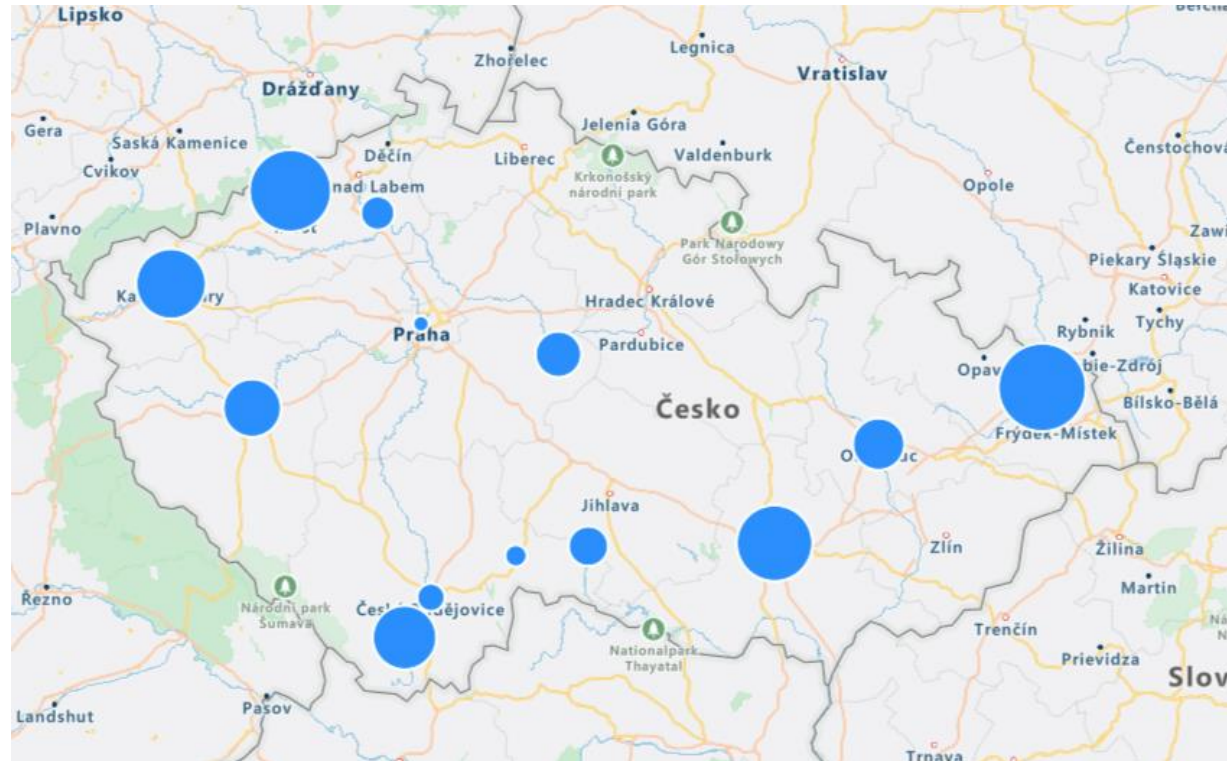 Lipsko
Legnica
Zhořelec
Vratislav
Drážďany
Gera
Jelenia Góra
Saská Kamenice
Děčín
Liberec
Valdenburk
Čenstochov
Cvikov
Krkonošský
národní park
nad Labem
Opole
Plavno
Park Narodowy
Gór Stołowych
Zawi
Piekary Śląskie
Katovice
Hradec Králové
Tychy
Rybnik
Praha
Pardubice
Opav
bie-Zdrój
Česko
Bílsko-Bělá
Frýdek-Místek
Jihlava
Zlín
Žilina
Martin
Řezno
Národní park
Šumava
Trenčín
Nationalpark
Thayatal
Prievidza
Slov
Pasov
Landshut
Trnava